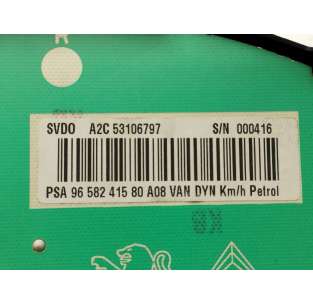 R
SVDO A2C 53106797 S/N 000416
PSA 96 582 415 80 A08 VAN DYN Km/h Petrol